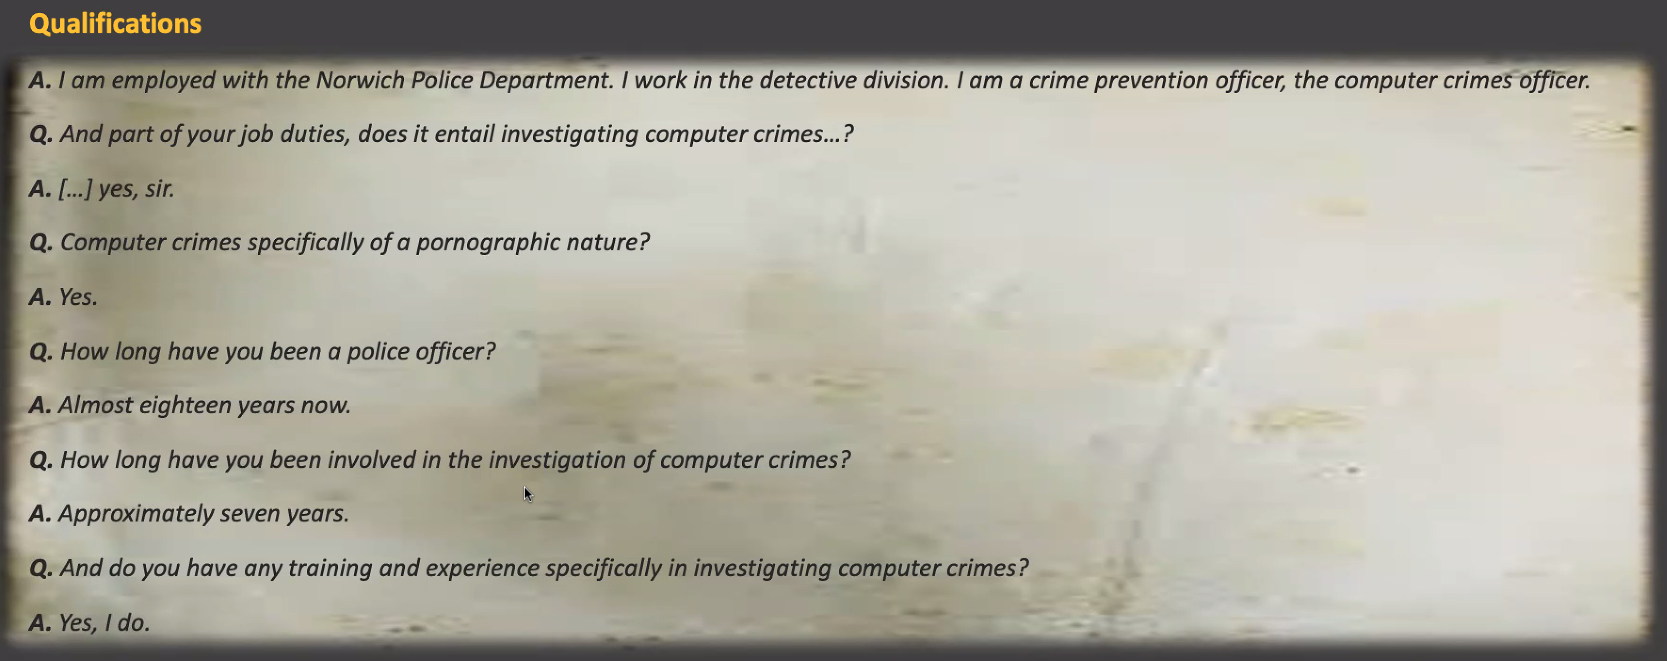 Qualifications
A. I am employed with the Norwich Police Department. I work in the detective division. I am a crime prevention officer, the computer crimes officer.
Q. And part of your job duties, does it entail investigating computer crimes...?
A. [...] yes, sir.
Q. Computer crimes specifically of a pornographic nature?
A. Yes.
Q. How long have you been a police officer?
A. Almost eighteen years now.
Q. How long have you been involved in the investigation of computer crimes?
A. Approximately seven years.
Q. And do you have any training and experience specifically in investigating computer crimes?
A. Yes, I do.